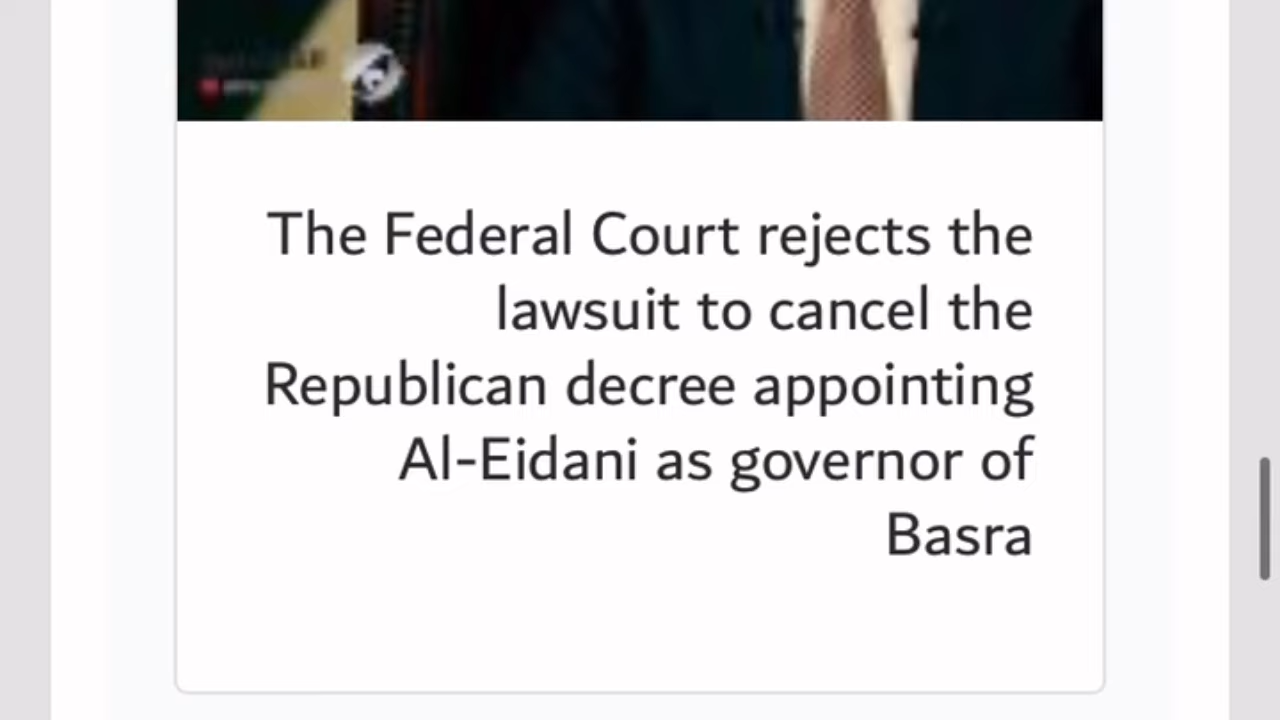 The Federal Court rejects the
lawsuit to cancel the
Republican decree appointing
Al-Eidani as governor of
Basra